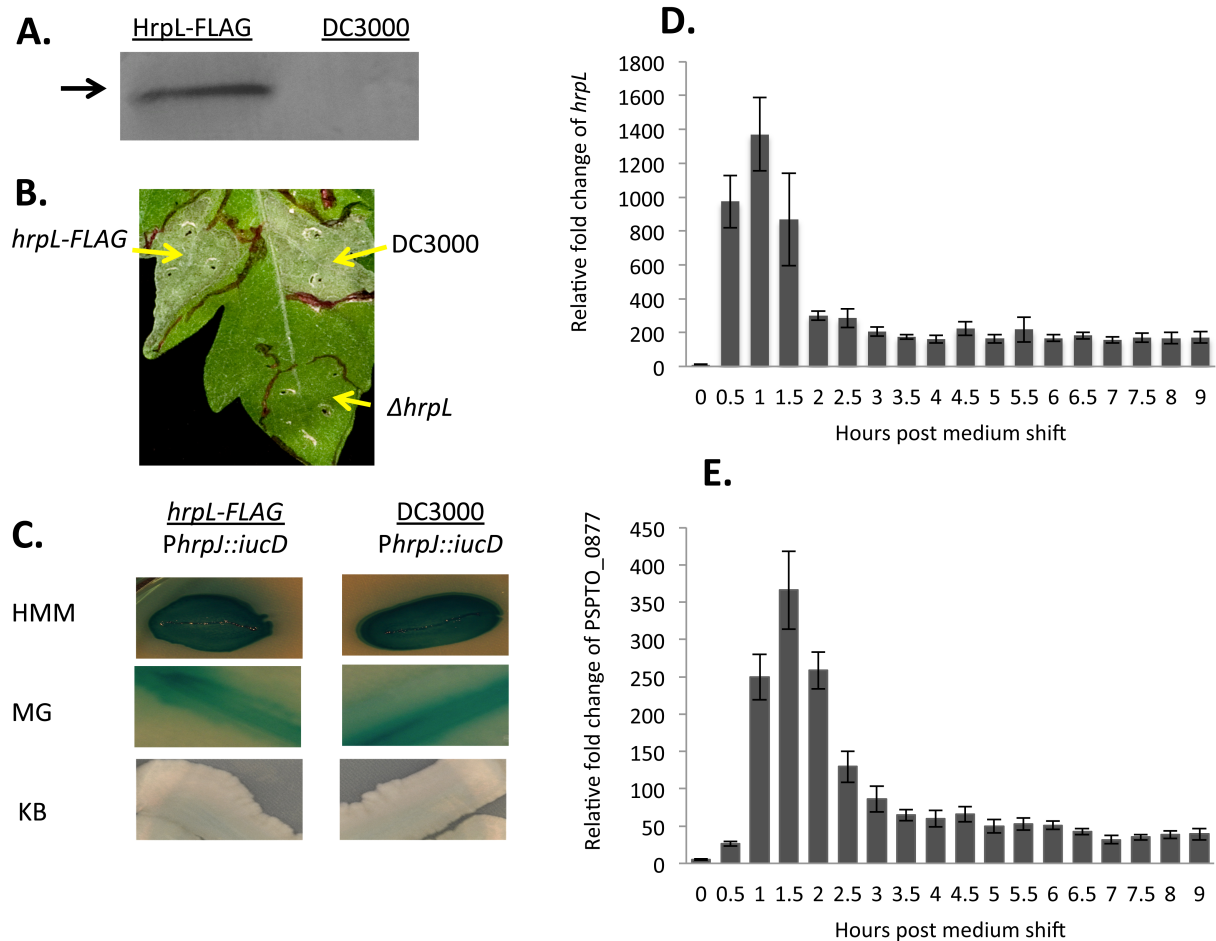 A.
HrpL-FLAG
DC3000
B.
hrpL-FLAG
DC3000
ΔhrpL
C.
hrpL-FLAG
DC3000
PhrpJ::iucD
PhrpJ::iucD
HMM
MG
KB
D.
Relative fold change of hrpL
1800
1600
1400
1200
1000
800
600
400
200
0
0 0.5 1 1.5 2 2.5 3 3.5 4 4.5 5 5.5 6 6.5 7 7.5 8 9
Hours post medium shift
E.
Relative fold change of PSPTO_0877
450
400
350
300
250
200
150
100
50
0
0 0.5 1 1.5 2 2.5 3 3.5 4 4.5 5 5.5 6 6.5 7 7.5 8 9
Hours post medium shift